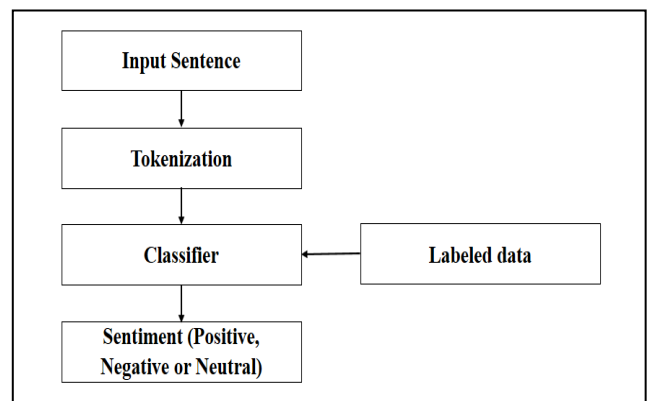 Input Sentence
Tokenization
Classifier
Labeled data
Sentiment (Positive,
Negative or Neutral)